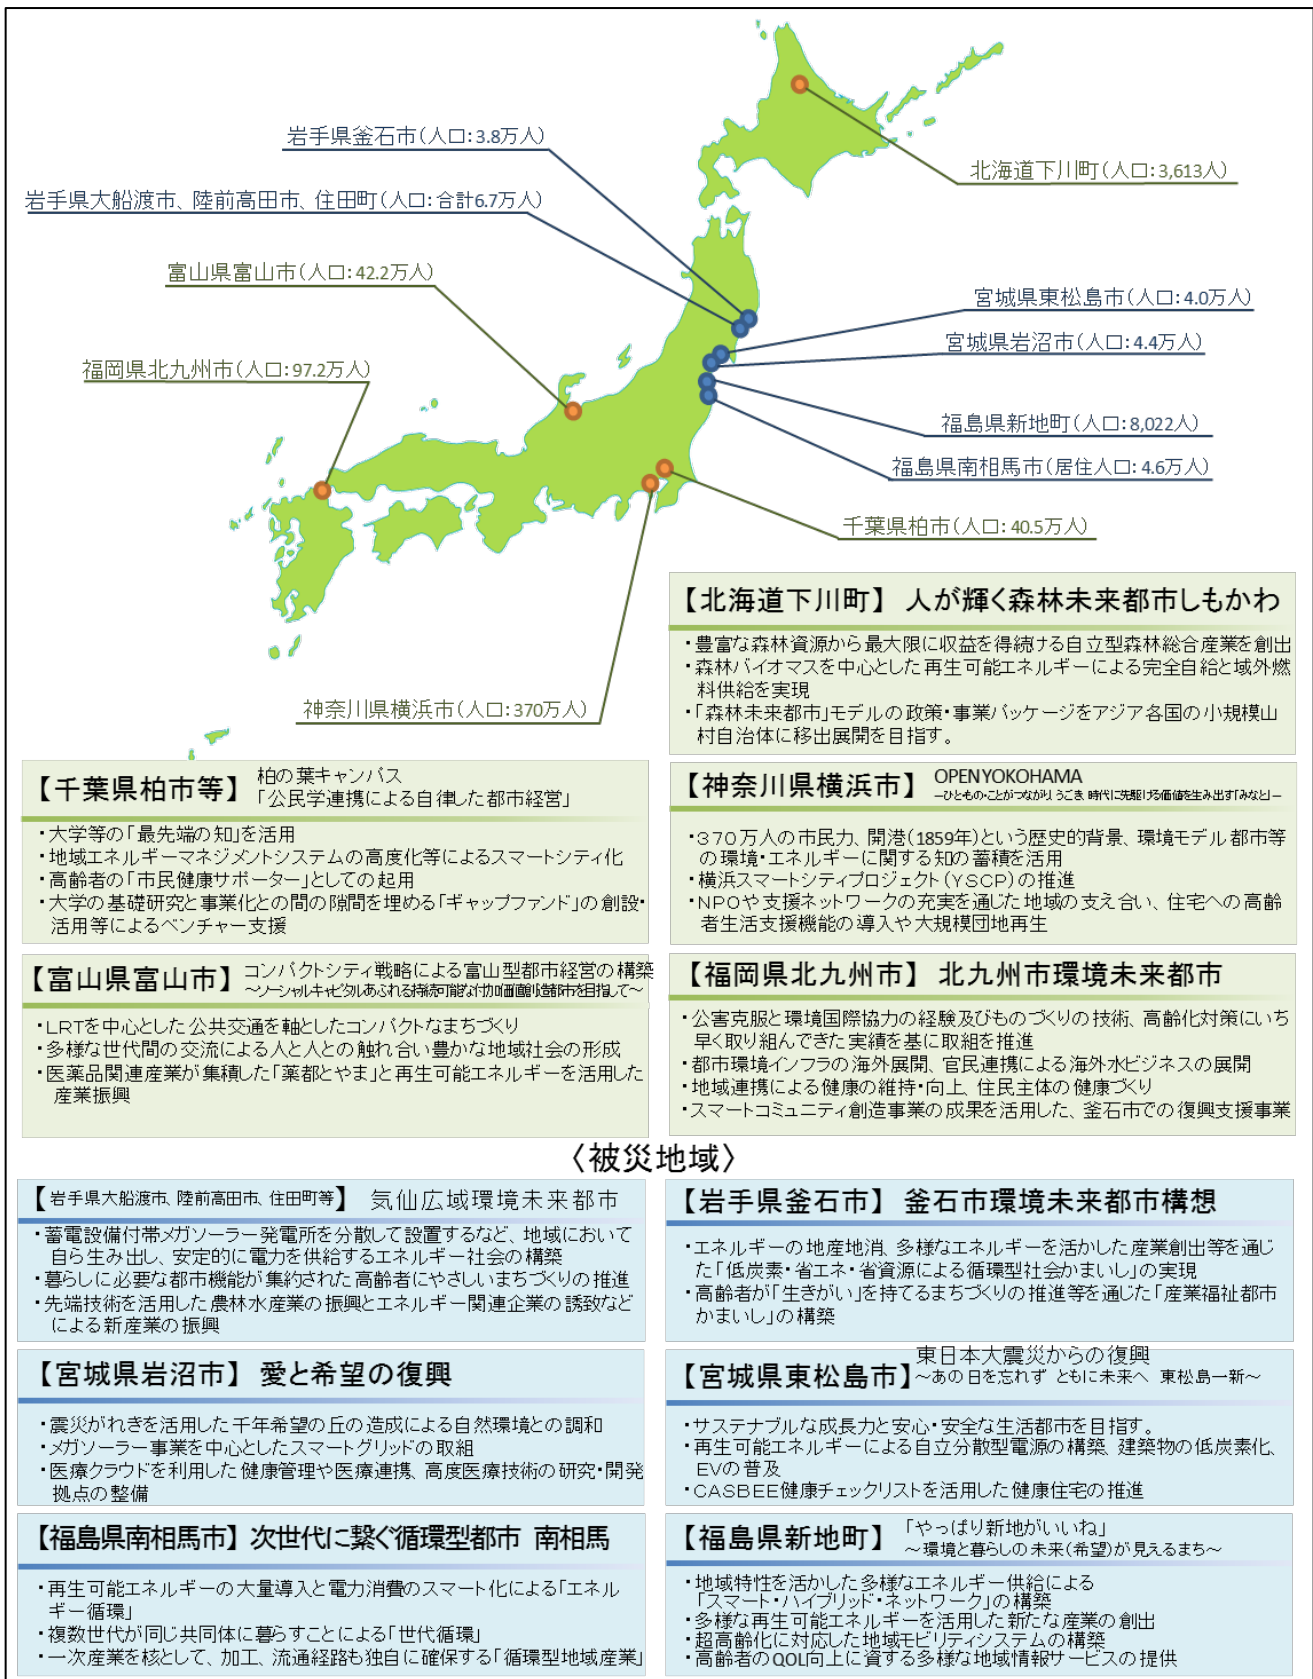 岩手県釜石市(人口:3.8万人)
北海道下川町(人口:3,613人)
岩手県大船渡市、陸前高田市、住田町(人口:合計6.7万人)
富山県富山市(人口:42.2万人)
宮城県東松島市(人口:4.0万人)
宮城県岩沼市(人口:4.4万人)
福岡県北九州市(人口:97.2万人)
福島県新地町(人口:8,022人)
福島県南相馬市(居住人口:4.6万人)
千葉県柏市(人口:40.5万人)
神奈川県横浜市(人口:370万人)
【北海道下川町】 人が輝く森林未来都市しもかわ
・豊富な森林資源から最大限に収益を得続ける自立型森林総合産業を創出
・森林バイオマスを中心とした再生可能エネルギーによる完全自給と域外燃
料供給を実現
・「森林未来都市」モデルの政策・事業パッケージをアジア各国の小規模山
村自治体に移出展開を目指す。
【千葉県柏市等】 柏の葉キャンパス
「公民学連携による自律した都市経営」
・大学等の「最先端の知」を活用
・地域エネルギーマネジメントシステムの高度化等によるスマートシティ化
・高齢者の「市民健康サポーター」としての起用
・大学の基礎研究と事業化との間の隙間を埋める「ギャップファンド」の創設・
活用等によるベンチャー支援
【神奈川県横浜市】 OPEN YOKOHAMA
―ひと・もの・ことがつながり、うごき、時代に先駆ける価値を生み出す「みなと」―
・３７０万人の市民力、開港(1859年)という歴史的背景、環境モデル都市等
の環境・エネルギーに関する知の蓄積を活用
・横浜スマートシティプロジェクト(YSCP)の推進
・NPOや支援ネットワークの充実を通じた地域の支え合い、住宅への高齢
者生活支援機能の導入や大規模団地再生
【富山県富山市】 コンパクトシティ戦略による富山型都市経営の構築
～ソーシャルキャピタルあふれる持続可能な付加価値創造都市を目指して～
・LRTを中心とした公共交通を軸としたコンパクトなまちづくり
・多様な世代間の交流による人と人との触れ合い豊かな地域社会の形成
・医薬品関連産業が集積した「薬都とやま」と再生可能エネルギーを活用した
産業振興
【福岡県北九州市】 北九州市環境未来都市
・公害克服と環境国際協力の経験及びものづくりの技術、高齢化対策にいち
早く取り組んできた実績を基に取組を推進
・都市環境インフラの海外展開、官民連携による海外水ビジネスの展開
・地域連携による健康の維持・向上、住民主体の健康づくり
・スマートコミュニティ創造事業の成果を活用した、釜石市での復興支援事業
〈被災地域〉
【岩手県大船渡市、陸前高田市、住田町等】 気仙広域環境未来都市
・蓄電設備付帯メガソーラー発電所を分散して設置するなど、地域において
自ら生み出し、安定的に電力を供給するエネルギー社会の構築
・暮らしに必要な都市機能が集約された高齢者にやさしいまちづくりの推進
・先端技術を活用した農林水産業の振興とエネルギー関連企業の誘致など
による新産業の振興
【岩手県釜石市】 釜石市環境未来都市構想
・エネルギーの地産地消、多様なエネルギーを活かした産業創出等を通じ
た「低炭素・省エネ・省資源による循環型社会かまいし」の実現
・高齢者が「生きがい」を持てるまちづくりの推進等を通じた「産業福祉都市
かまいし」の構築
【宮城県岩沼市】 愛と希望の復興
・震災がれきを活用した千年希望の丘の造成による自然環境との調和
・メガソーラー事業を中心としたスマートグリッドの取組
・医療クラウドを利用した健康管理や医療連携、高度医療技術の研究・開発
拠点の整備
【宮城県東松島市】 東日本大震災からの復興
～あの日を忘れず ともに未来へ 東松島一新～
・サステナブルな成長力と安心・安全な生活都市を目指す。
・再生可能エネルギーによる自立分散型電源の構築、建築物の低炭素化、
EVの普及
・CASBEE健康チェックリストを活用した健康住宅の推進
【福島県南相馬市】 次世代に繋ぐ循環型都市 南相馬
・再生可能エネルギーの大量導入と電力消費のスマート化による「エネル
ギー循環」
・複数世代が同じ共同体に暮らすことによる「世代循環」
・一次産業を核として、加工、流通経路も独自に確保する「循環型地域産業」
【福島県新地町】 「やっぱり新地がいいね」
～環境と暮らしの未来(希望)が見えるまち～
・地域特性を活かした多様なエネルギー供給による
「スマート・ハイブリッド・ネットワーク」の構築
・多様な再生可能エネルギーを活用した新たな産業の創出
・超高齢化に対応した地域モビリティシステムの構築
・高齢者のQOL向上に資する多様な地域情報サービスの提供